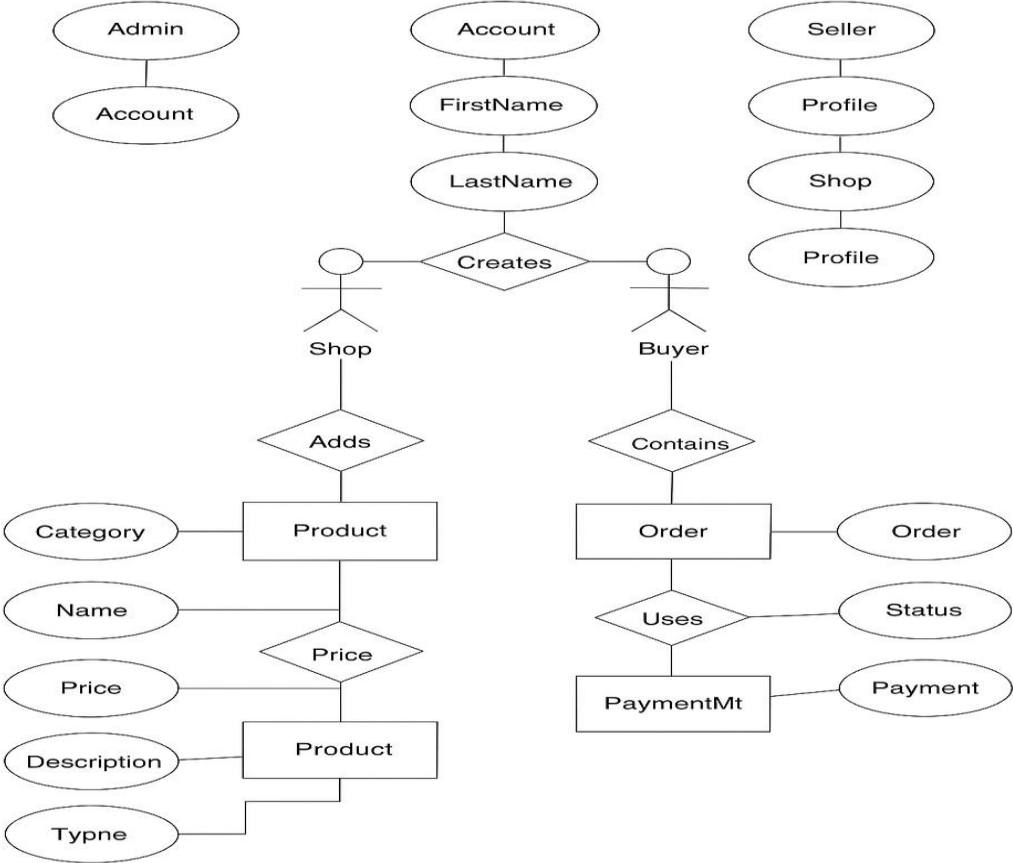 Admin
Account
Seller
Account
FirstName
Profile
LastName
Shop
Creates
Profile
Shop
Buyer
Adds
Contains
Category
Product
Order
Order
Name
Uses
Status
Price
Price
PaymentMt
Payment
Description
Product
Typne